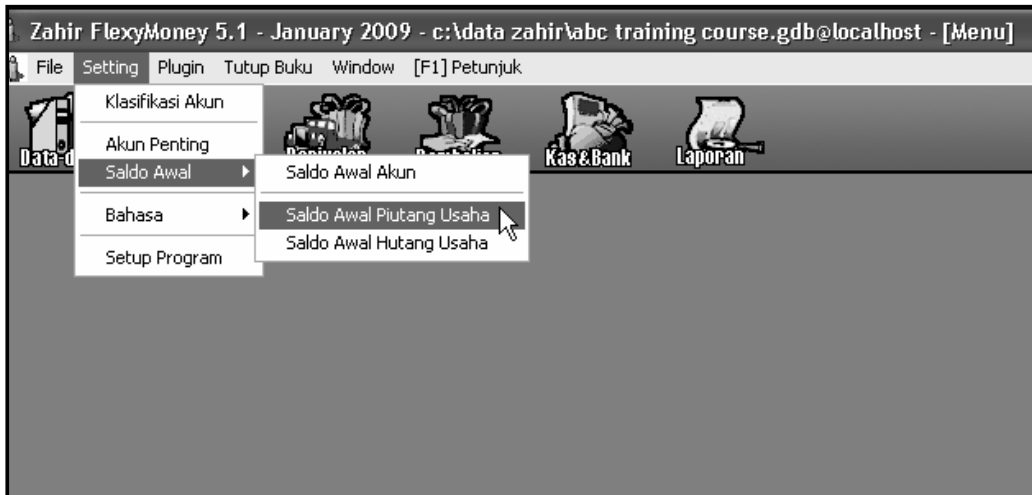 Zahir FlexyMoney 5.1 - January 2009 - c:\data zahir\abc training course.gdb@localhost - [Menu]
File Setting Plugin Tutup Buku Window [F1] Petunjuk
Klasifikasi Akun
Akun Penting
Saldo Awal
Bahasa
Setup Program
Saldo Awal Akun
Saldo Awal Piutang Usaha
Saldo Awal Hutang Usaha
Kas&Bank Laporan